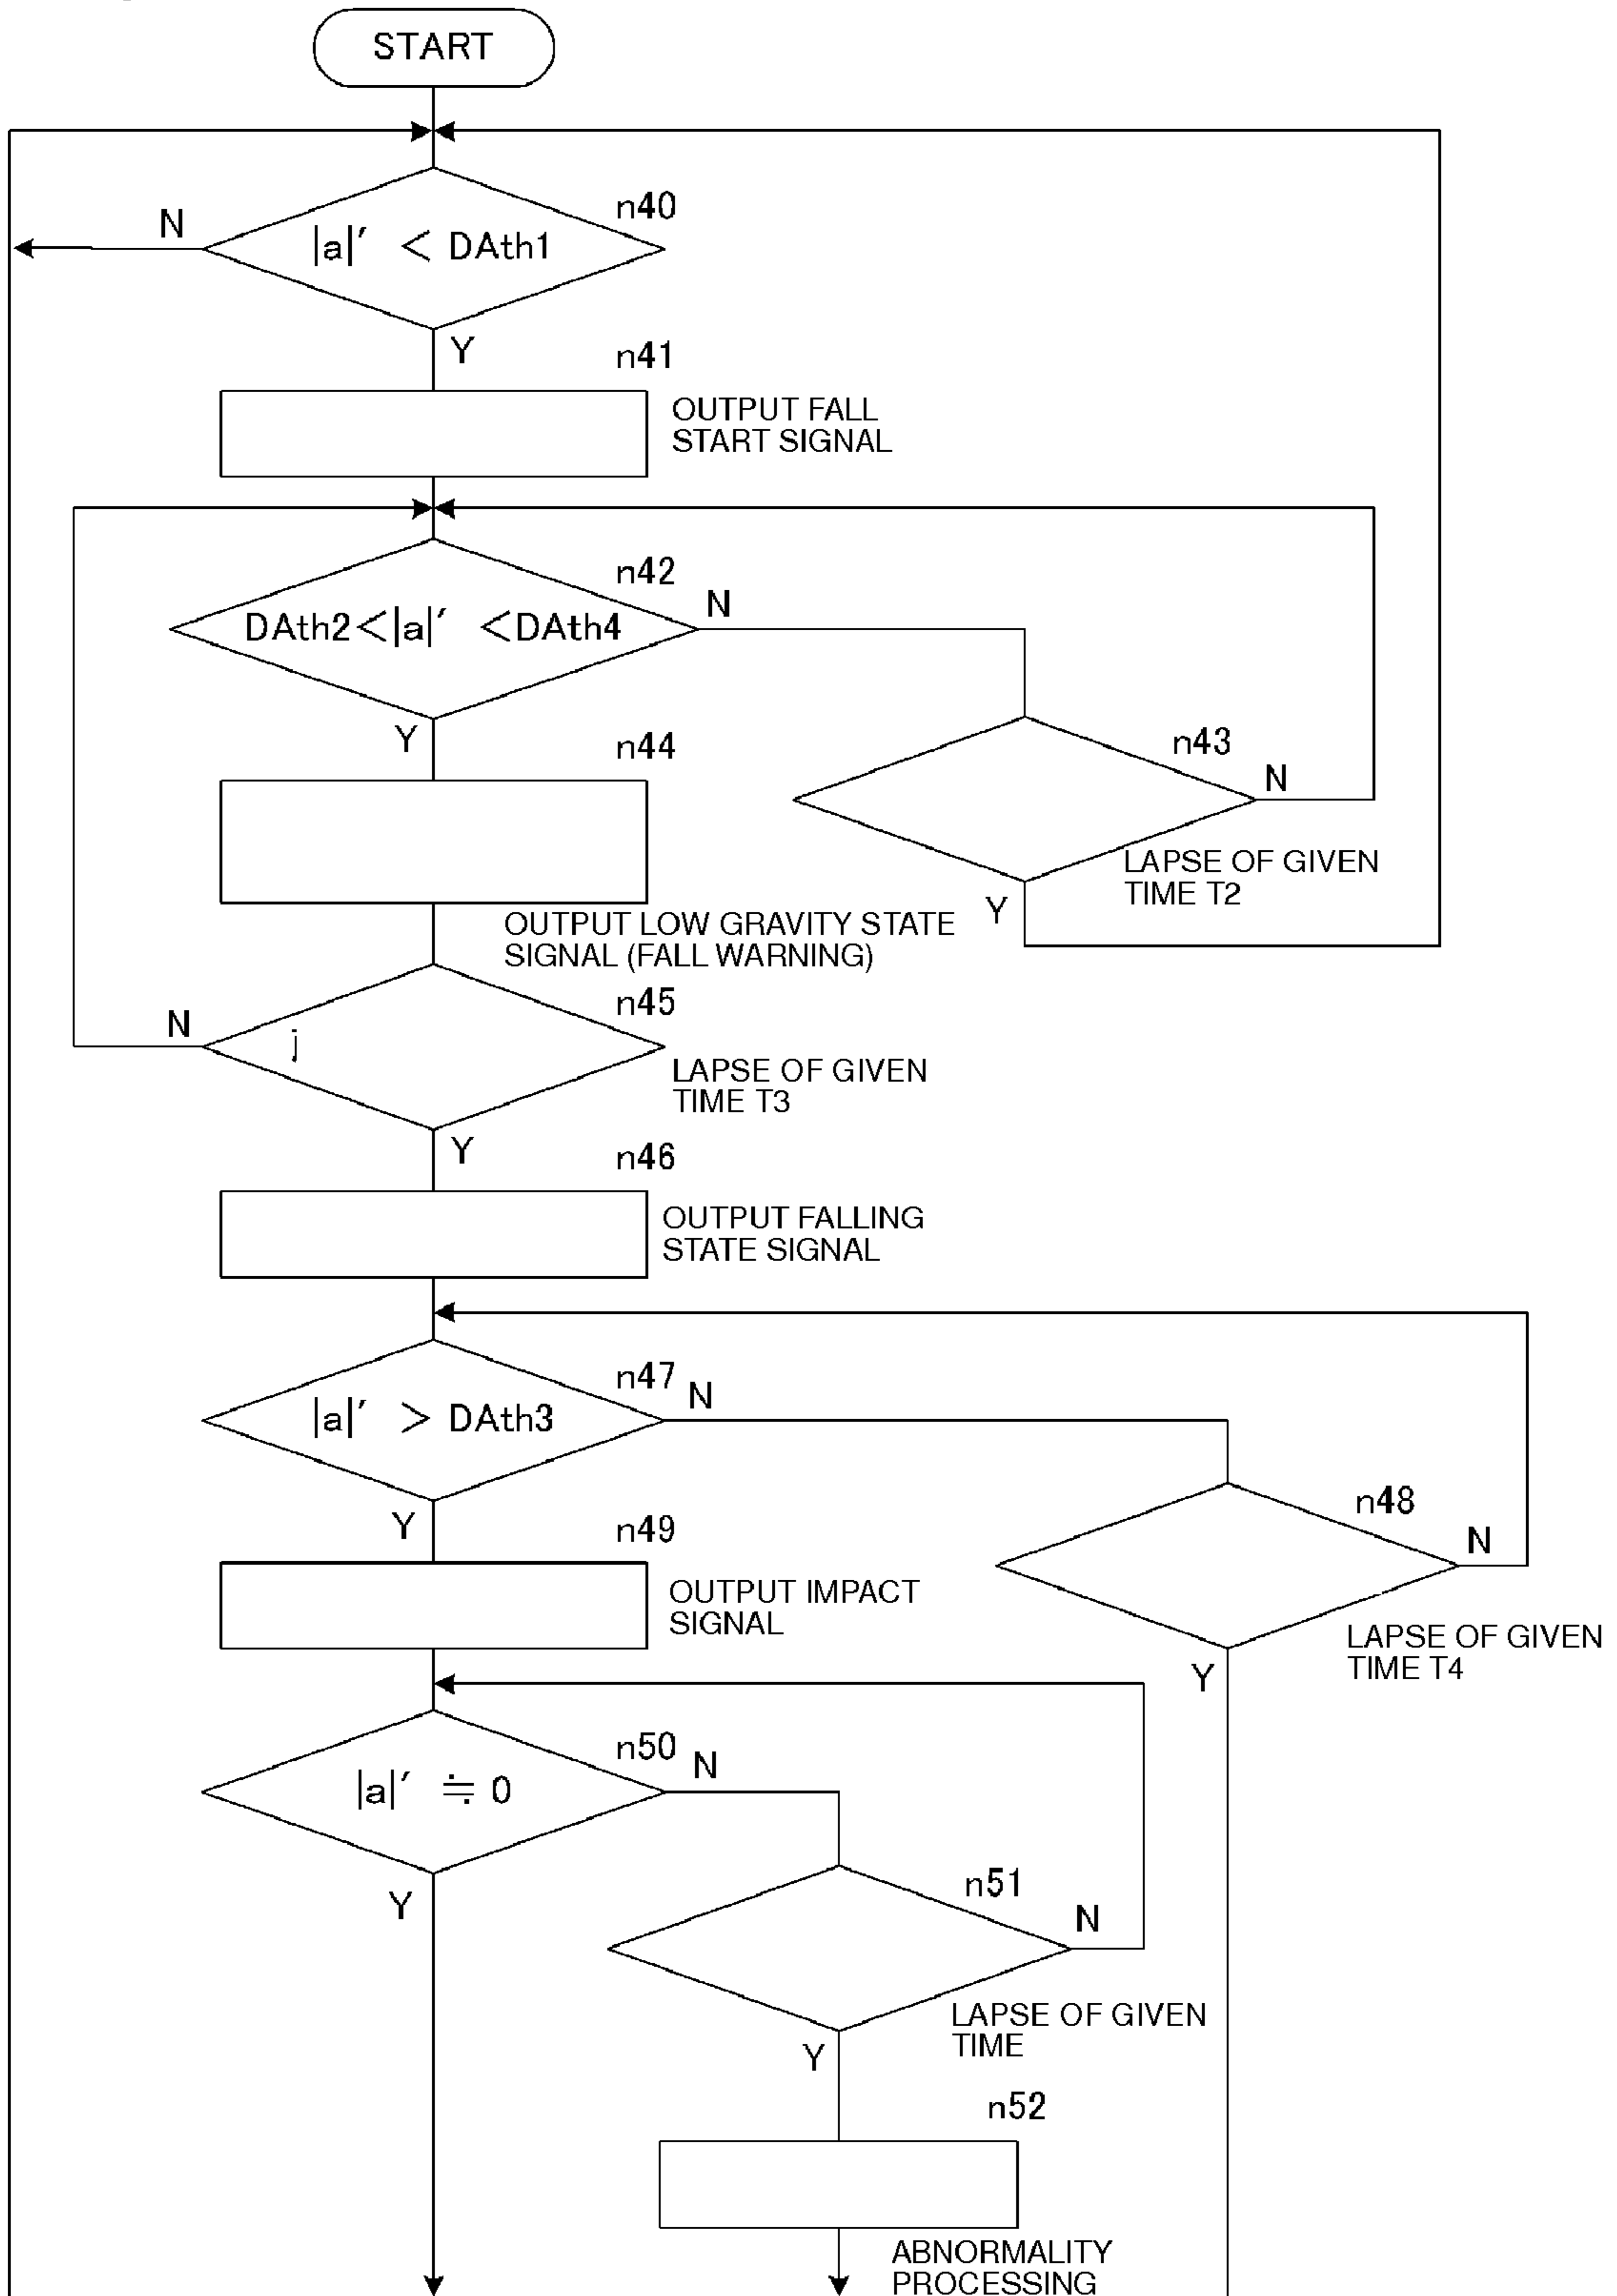 START
N
n40
|a|′ < DAth1
Y
n41
OUTPUT FALL
START SIGNAL
n42
N
DAth2<|a|′ <DAth4
Y
n44
n43
N
LAPSE OF GIVEN
TIME T2
Y
OUTPUT LOW GRAVITY STATE
SIGNAL (FALL WARNING)
n45
N
j
LAPSE OF GIVEN
TIME T3
Y
n46
OUTPUT FALLING
STATE SIGNAL
n47
N
|a|′ > DAth3
Y
n49
n48
N
OUTPUT IMPACT
SIGNAL
LAPSE OF GIVEN
TIME T4
Y
n50
N
|a|′ ≒ 0
Y
n51
N
LAPSE OF GIVEN
TIME
Y
n52
ABNORMALITY
PROCESSING